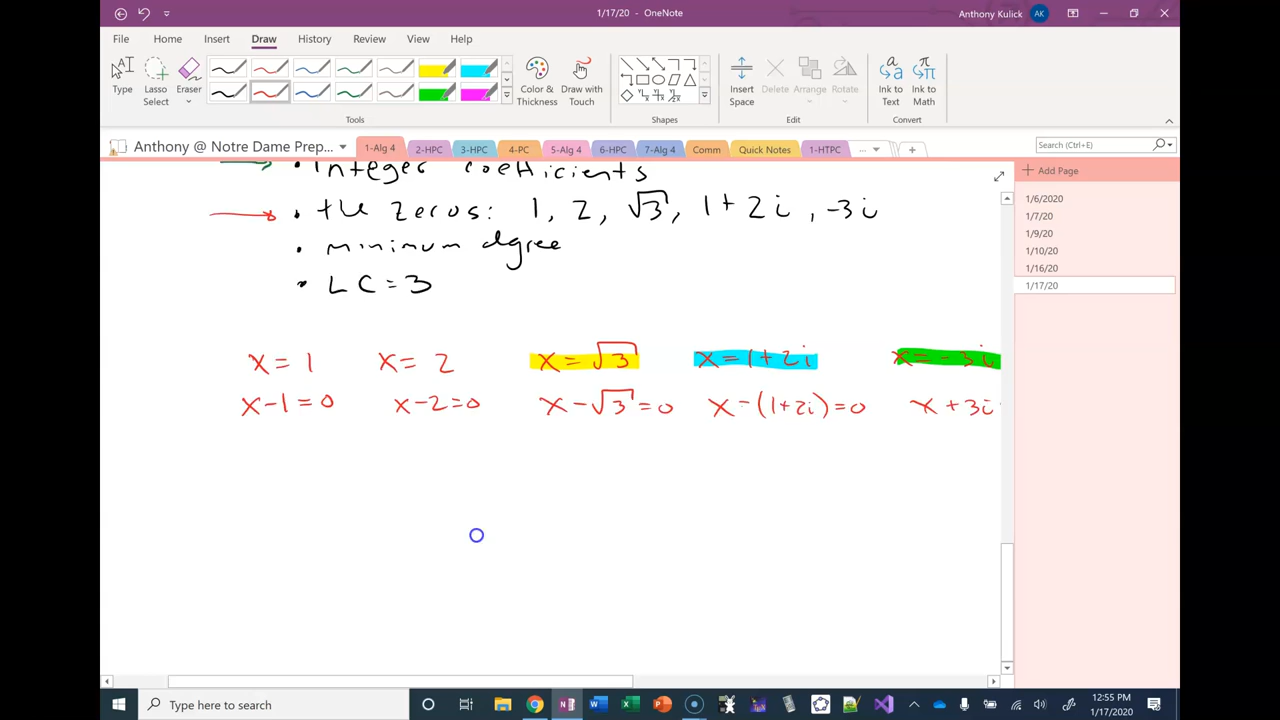 1/17/20 - OneNote
Anthony Kulick AK
File Home Insert Draw History Review View Help
Type Lasso Select Eraser Color & Thickness Draw with Touch Insert Space Delete Arrange Rotate Ink to Text Ink to Math
Tools Shapes Edit Convert
Anthony @ Notre Dame Prep... 1-Alg 4 2-HPC 3-HPC 4-PC 5-Alg 4 6-HPC 7-Alg 4 Comm Quick Notes 1-HTPC ... Search (Ctrl+E)
Add Page
1/6/2020
1/7/20
1/9/20
1/10/20
1/16/20
1/17/20
• Integer coefficients
• the zeros: 1, 2, √3, 1+2i, -3i
• minimum dgree
• LC=3
x=1 x=2 x=√3 x=1+2i x=-3i
x-1=0 x-2=0 x-√3=0 x-(1+2i)=0 x+3i
Type here to search
12:55 PM
1/17/2020